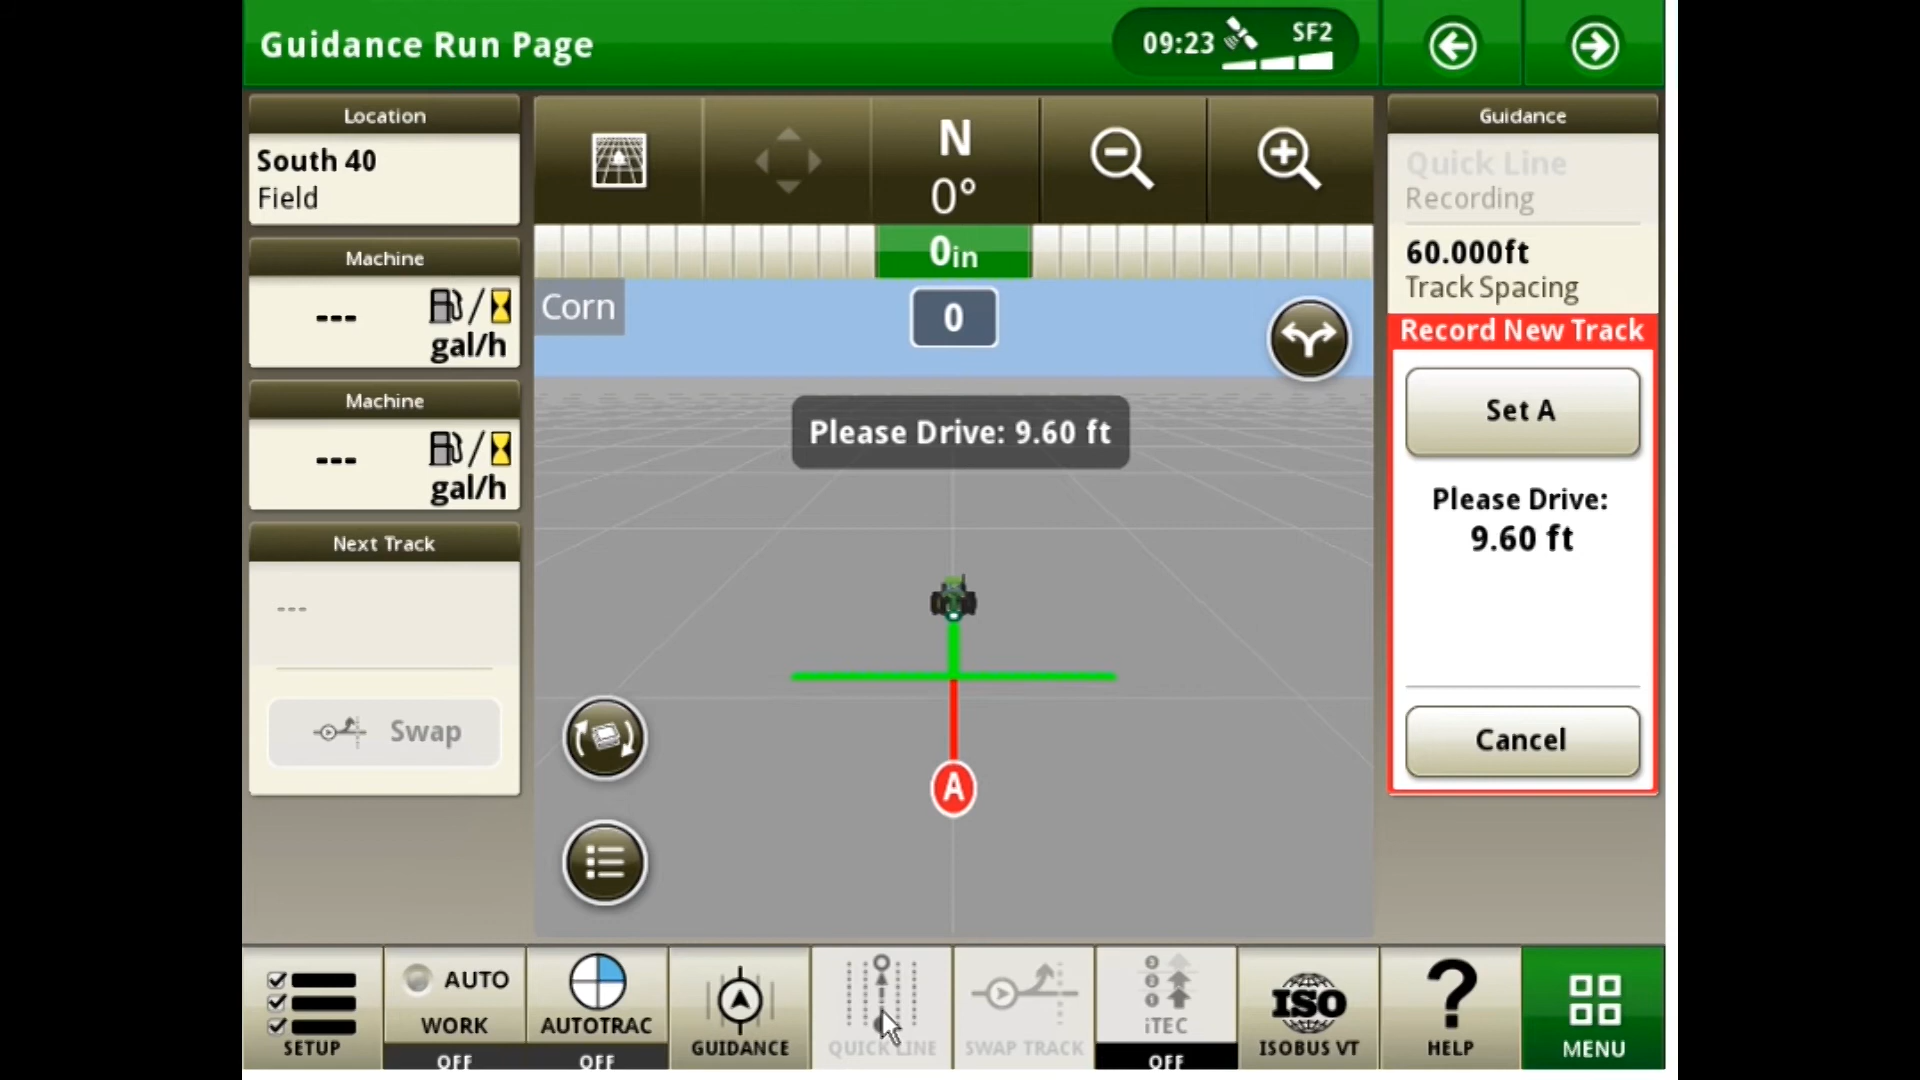 Guidance Run Page
09:23
SF2
Location
South 40
Field
Machine
---
/
gal/h
Machine
---
/
gal/h
Next Track
---
Swap
N
0°
0in
Corn
0
Please Drive: 9.60 ft
A
Guidance
Quick Line
Recording
60.000ft
Track Spacing
Record New Track
Set A
Please Drive:
9.60 ft
Cancel
SETUP
AUTO
WORK
OFF
AUTOTRAC
OFF
GUIDANCE
QUICK LINE
SWAP TRACK
3
2
1
iTEC
OFF
ISO
ISOBUS VT
?
HELP
MENU